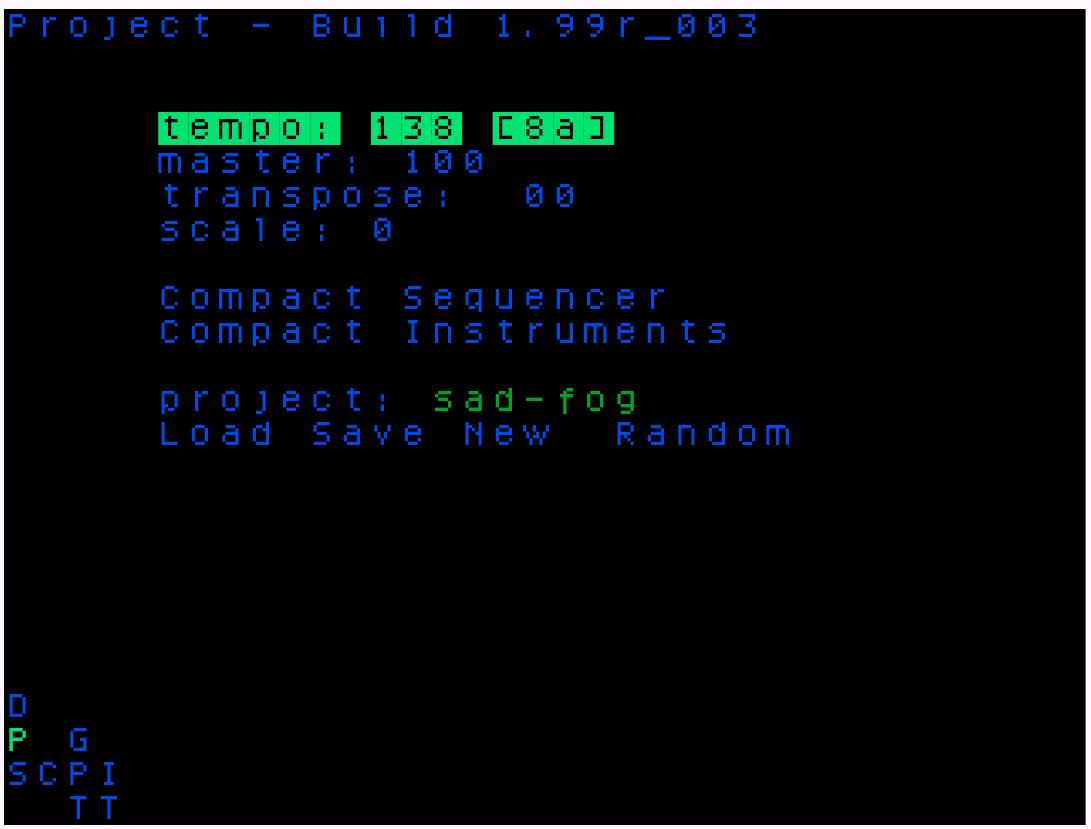 Project - Build 1.99r_003
tempo: 138 [8a]
master: 100
transpose: 00
scale: 0
Compact Sequencer
Compact Instruments
project: sad-fog
Load Save New Random
D
P G
SCPI
TT